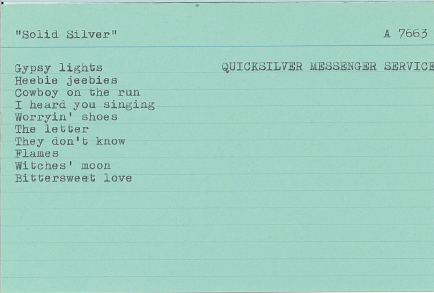 "Solid Silver"
A 7663
QUICKSILVER MESSENGER SERVICE
Gypsy lights
Heebie jeebies
Cowboy on the run
I heard you singing
Worryin' shoes
The letter
They don't know
Flames
Witches' moon
Bittersweet love